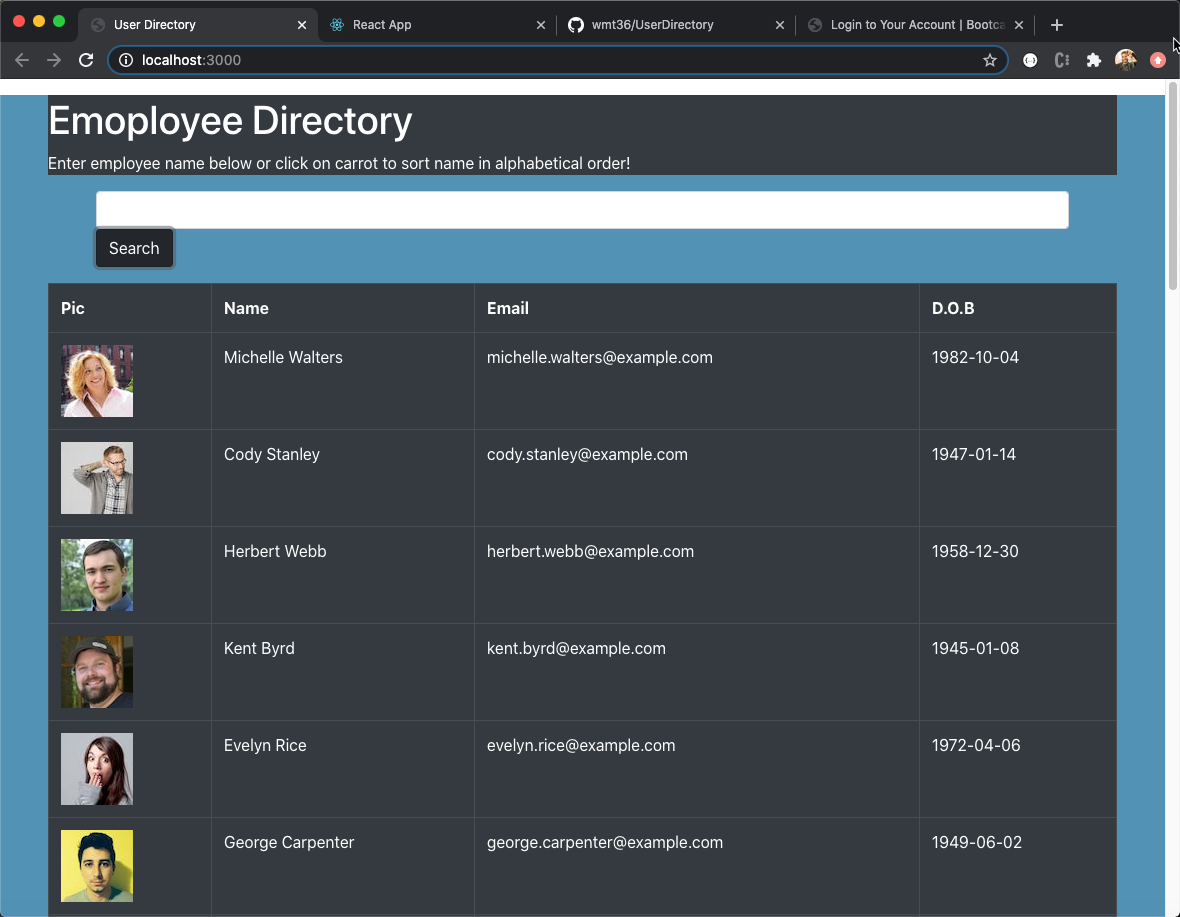 User Directory
React App
wmt36/UserDirectory
Login to Your Account | Bootca
localhost:3000
Emoployee Directory
Enter employee name below or click on carrot to sort name in alphabetical order!
Search
Pic Name Email D.O.B
Michelle Walters michelle.walters@example.com 1982-10-04
Cody Stanley cody.stanley@example.com 1947-01-14
Herbert Webb herbert.webb@example.com 1958-12-30
Kent Byrd kent.byrd@example.com 1945-01-08
Evelyn Rice evelyn.rice@example.com 1972-04-06
George Carpenter george.carpenter@example.com 1949-06-02